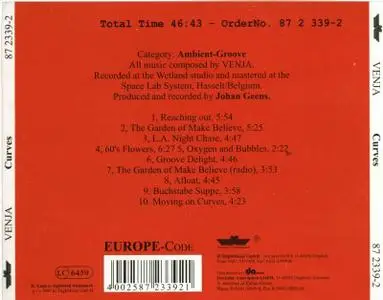 Total Time 46:43 - OrderNo. 87 2 339-2
Category: Ambient-Groove
All music composed by VENJA.
Recorded at the Wetland studio and mastered at the
Space Lab System, Hasselt/Belgium.
Produced and recorded by Johan Geens.
1, Reaching out, 5:54
2, The Garden of Make Believe, 5:25
3, L.A. Night Chase, 4:47
4, 60's Flowers, 6:27 5, Oxygen and Bubbles, 2:22
6, Groove Delight, 4:46
7, The Garden of Make Believe (radio), 3:53
8, Afloat, 4:45
9, Buchstabe Suppe, 3:58
10, Moving on Curves, 4:23
EUROPE-CODE
LC 6459
4 002587 233921
87 2339-2
Curves
VENJA
87 2339-2
Curves
VENJA